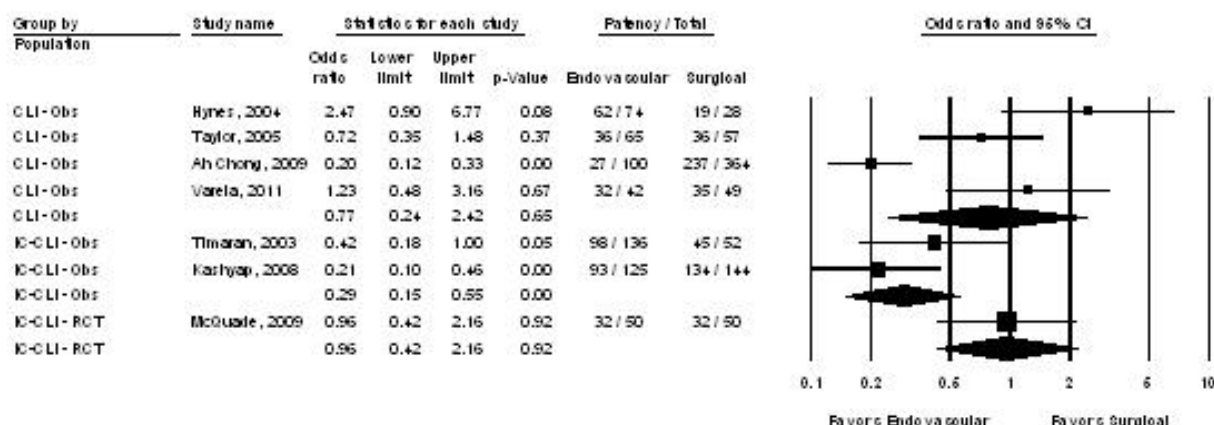 Group by Study name Statistics for each study Patency / Total Odds ratio and 95% CI
Population
Odds Lower Upper
ratio limit limit p-Value Endovascular Surgical
CLI - Obs Hynes, 2004 2.47 0.90 6.77 0.08 62 / 74 19 / 28
CLI - Obs Taylor, 2005 0.72 0.35 1.48 0.37 36 / 65 36 / 57
CLI - Obs Ah Chong, 2009 0.20 0.12 0.33 0.00 27 / 100 237 / 364
CLI - Obs Varela, 2011 1.23 0.48 3.16 0.67 32 / 42 35 / 49
CLI - Obs 0.77 0.24 2.42 0.65
IC-CLI - Obs Timaran, 2003 0.42 0.18 1.00 0.05 98 / 136 45 / 52
IC-CLI - Obs Kashyap, 2008 0.21 0.10 0.46 0.00 93 / 125 134 / 144
IC-CLI - Obs 0.29 0.15 0.55 0.00
IC-CLI - RCT McQuade, 2009 0.96 0.42 2.16 0.92 32 / 50 32 / 50
IC-CLI - RCT 0.96 0.42 2.16 0.92
0.1 0.2 0.5 1 2 5 10
Favors Endovascular Favors Surgical